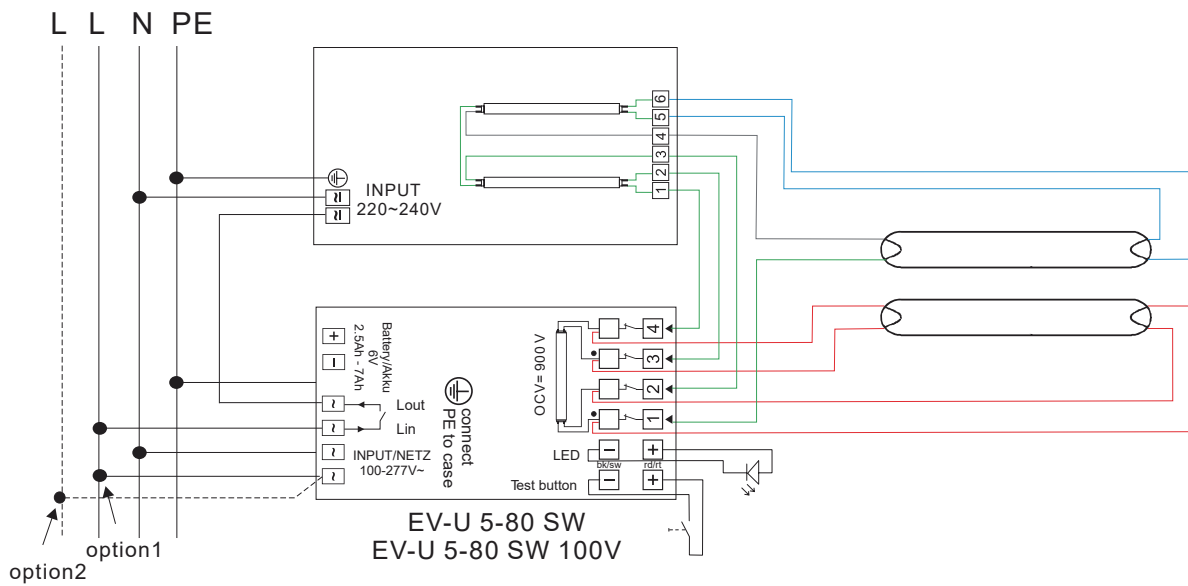 L L N PE
6
5
4
3
2
1
INPUT
220~240V
Battery/Akku
6V
2.5Ah - 7Ah
+
−
~
Lout
~
Lin
~
INPUT/NETZ
100-277V~
~
connect
PE to case
OCV= 900 V
4
3
2
1
LED
− +
bk/sw rd/rt
Test button
− +
EV-U 5-80 SW
EV-U 5-80 SW 100V
option1
option2